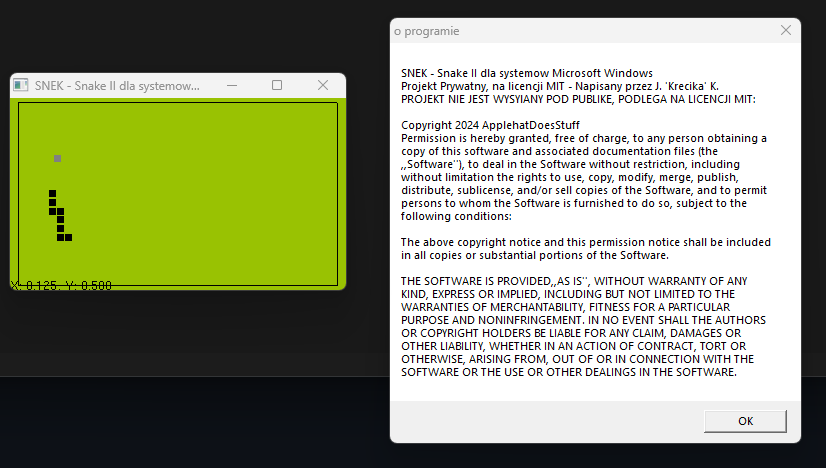 SNEK - Snake II dla systemow...
X: 0.125, Y: 0.500
o programie
SNEK - Snake II dla systemow Microsoft Windows
Projekt Prywatny, na licencji MIT - Napisany przez J. 'Krecika' K.
PROJEKT NIE JEST WYSYIANY POD PUBLIKE, PODLEGA NA LICENCJI MIT:
Copyright 2024 ApplehatDoesStuff
Permission is hereby granted, free of charge, to any person obtaining a
copy of this software and associated documentation files (the
,,Software''), to deal in the Software without restriction, including
without limitation the rights to use, copy, modify, merge, publish,
distribute, sublicense, and/or sell copies of the Software, and to permit
persons to whom the Software is furnished to do so, subject to the
following conditions:
The above copyright notice and this permission notice shall be included
in all copies or substantial portions of the Software.
THE SOFTWARE IS PROVIDED,,AS IS'', WITHOUT WARRANTY OF ANY
KIND, EXPRESS OR IMPLIED, INCLUDING BUT NOT LIMITED TO THE
WARRANTIES OF MERCHANTABILITY, FITNESS FOR A PARTICULAR
PURPOSE AND NONINFRINGEMENT. IN NO EVENT SHALL THE AUTHORS
OR COPYRIGHT HOLDERS BE LIABLE FOR ANY CLAIM, DAMAGES OR
OTHER LIABILITY, WHETHER IN AN ACTION OF CONTRACT, TORT OR
OTHERWISE, ARISING FROM, OUT OF OR IN CONNECTION WITH THE
SOFTWARE OR THE USE OR OTHER DEALINGS IN THE SOFTWARE.
OK